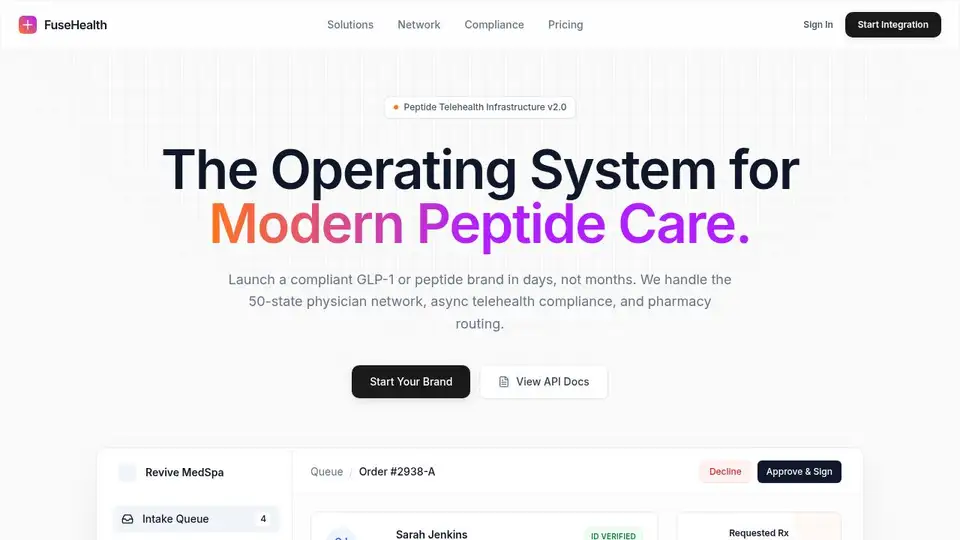 FuseHealth
Solutions Network Compliance Pricing
Sign In
Start Integration
Peptide Telehealth Infrastructure v2.0
The Operating System for
Modern Peptide Care.
Launch a compliant GLP-1 or peptide brand in days, not months. We handle the
50-state physician network, async telehealth compliance, and pharmacy
routing.
Start Your Brand
View API Docs
Revive MedSpa
Queue / Order #2938-A
Decline
Approve & Sign
Intake Queue 4
Sarah Jenkins
ID VERIFIED
Requested Rx